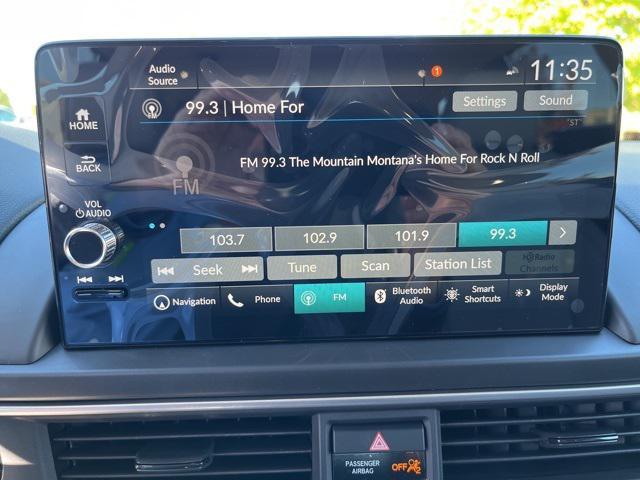 Audio
Source
1
11:35
HOME
99.3 | Home For
Settings
Sound
BACK
FM 99.3 The Mountain Montana's Home For Rock N Roll
FM
VOL
AUDIO
103.7
102.9
101.9
99.3
Seek
Tune
Scan
Station List
Radio
Channels
Navigation
Phone
FM
Bluetooth
Audio
Smart
Shortcuts
Display
Mode
PASSENGER
AIRBAG
OFF